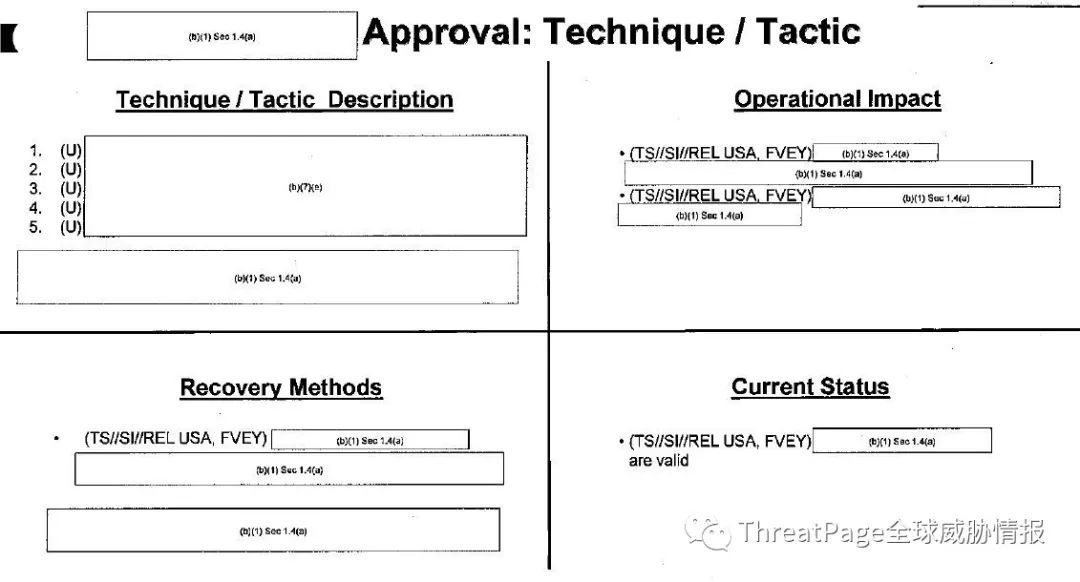 (b)(1) Sec 1.4(a)
Approval: Technique / Tactic
Technique / Tactic Description
1. (U)
2. (U)
3. (U)
4. (U)
5. (U)
(b)(7)(e)
(b)(1) Sec 1.4(a)
Operational Impact
• (TS//SI//REL USA, FVEY) (b)(1) Sec 1.4(a)
(b)(1) Sec 1.4(a)
• (TS//SI//REL USA, FVEY) (b)(1) Sec 1.4(a)
(b)(1) Sec 1.4(a)
Recovery Methods
• (TS//SI//REL USA, FVEY) (b)(1) Sec 1.4(a)
(b)(1) Sec 1.4(a)
(b)(1) Sec 1.4(a)
Current Status
• (TS//SI//REL USA, FVEY) (b)(1) Sec 1.4(a)
are valid
ThreatPage全球威胁情报